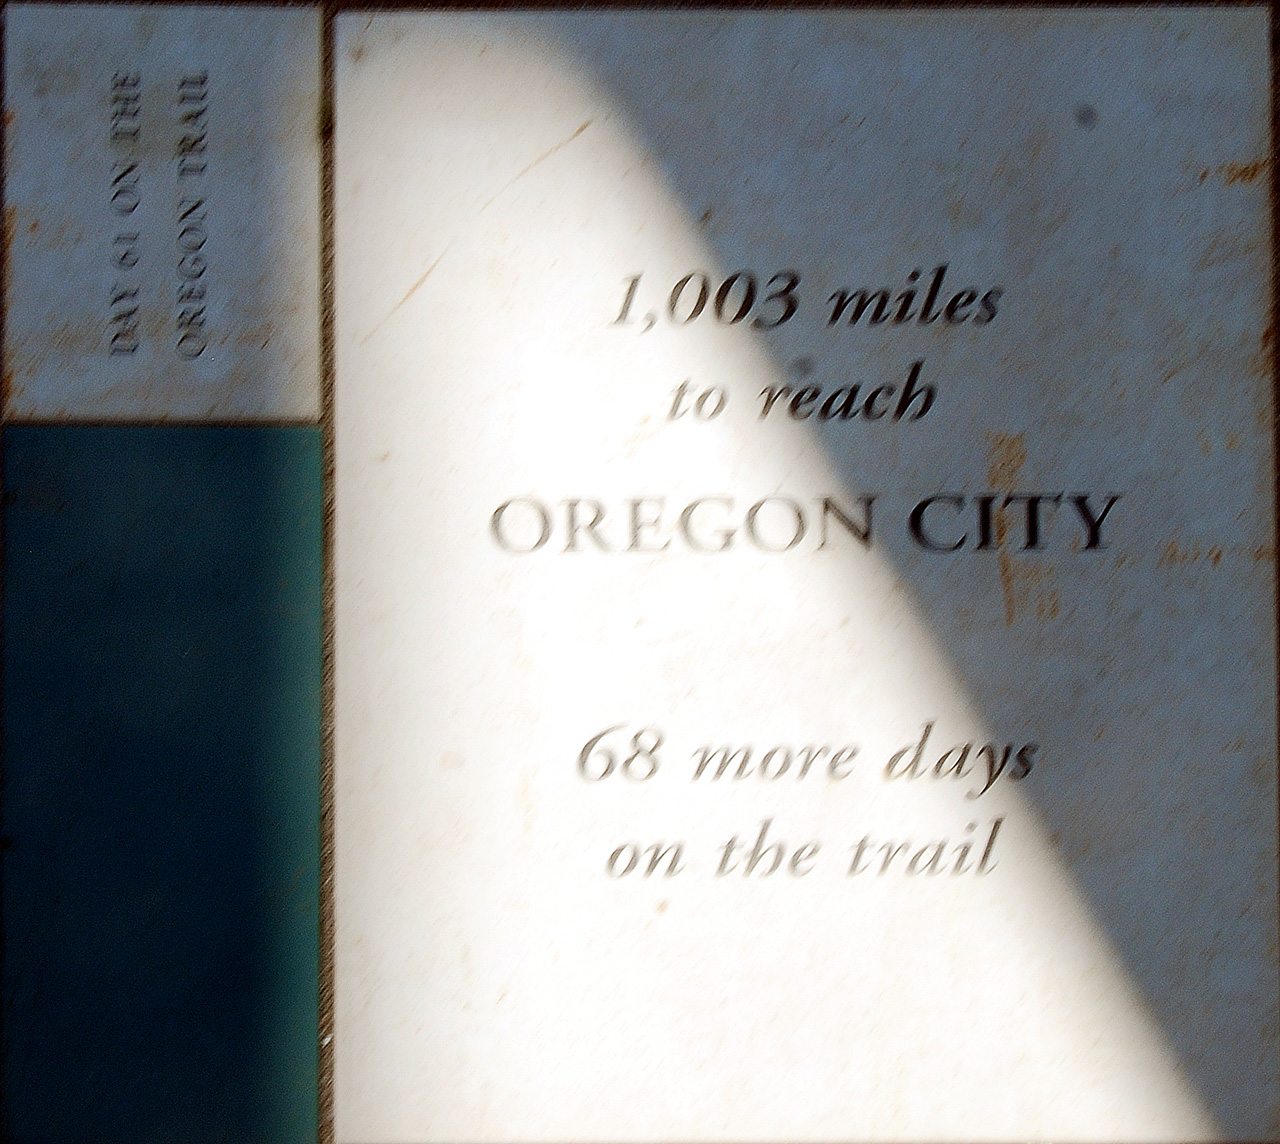 DAY 61 ON THE
OREGON TRAIL
1,003 miles
to reach
OREGON CITY
68 more days
on the trail